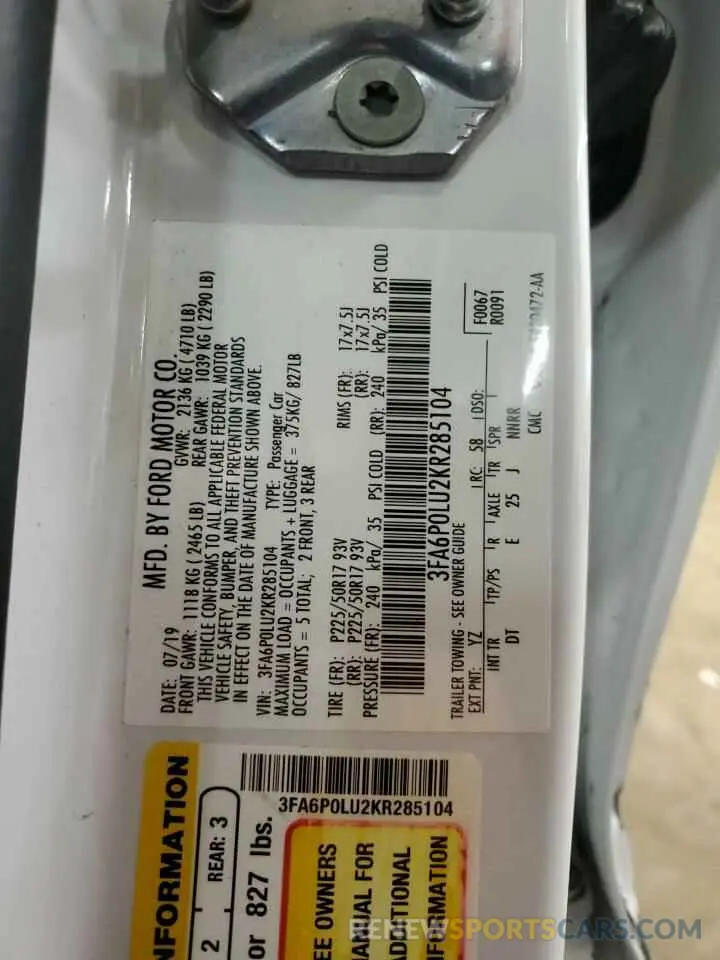 MFD. BY FORD MOTOR CO.
DATE: 07/19 GVWR: 2136 KG ( 4710 LB)
FRONT GAWR: 1118 KG ( 2465 LB) REAR GAWR: 1039 KG ( 2290 LB)
THIS VEHICLE CONFORMS TO ALL APPLICABLE FEDERAL MOTOR
VEHICLE SAFETY, BUMPER, AND THEFT PREVENTION STANDARDS
IN EFFECT ON THE DATE OF MANUFACTURE SHOWN ABOVE.
VIN: 3FA6P0LU2KR285104 TYPE: Passenger Car
MAXIMUM LOAD = OCCUPANTS + LUGGAGE = 375KG/ 827LB
OCCUPANTS = 5 TOTAL; 2 FRONT, 3 REAR
TIRE (FR): P225/50R17 93V RIMS (FR): 17x7.5J
(RR): P225/50R17 93V (RR): 17x7.5J
PRESSURE (FR): 240 kPa/ 35 PSI COLD (RR): 240 kPa/ 35 PSI COLD
3FA6P0LU2KR285104
TRAILER TOWING - SEE OWNER GUIDE
F0067
R0091
EXT PNT: YZ RC: 58 DSO:
INT TR TP/PS R AXLE TR SPR
DT E 25 J NNRR
CMC
3FA6P0LU2KR285104
NFORMATION
2 REAR: 3
or 827 lbs.
EE OWNERS
MANUAL FOR
ADDITIONAL
NFORMATION
RENEWSPORTSCARS.COM